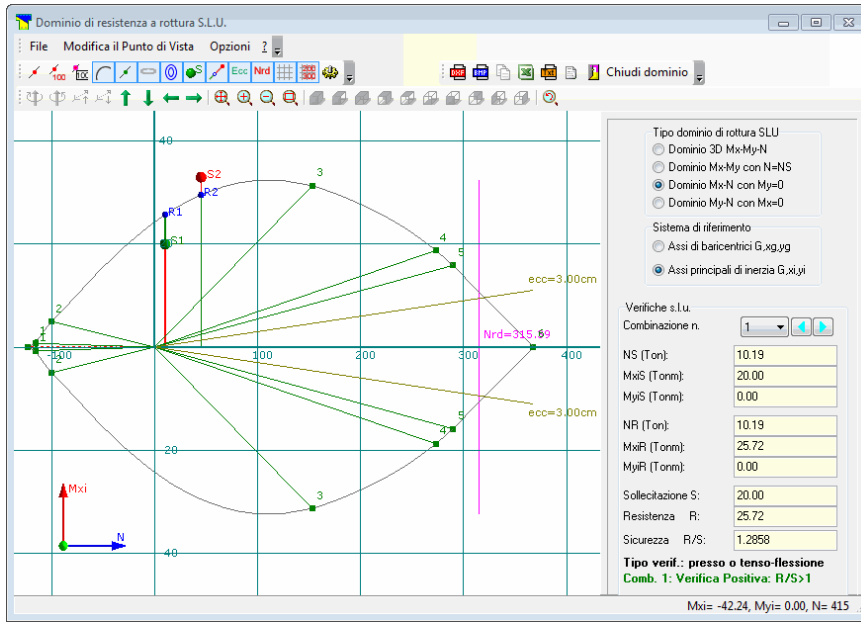 Dominio di resistenza a rottura S.L.U.
File Modifica il Punto di Vista Opzioni ?
100 100 S Ecc Nrd DXF BMP TXT Chiudi dominio
40
3
S2
R2
R1
S1
4
5
ecc=3.00cm
2
Nrd=315.59
6
1
-100 100 200 300 400
2
ecc=3.00cm
5
4
-20
3
Mxi
N
-40
Tipo dominio di rottura SLU
Dominio 3D Mx-My-N
Dominio Mx-My con N=NS
Dominio Mx-N con My=0
Dominio My-N con Mx=0
Sistema di riferimento
Assi di baricentrici G,xg,yg
Assi principali di inerzia G,xi,yi
Verifiche s.l.u.
Combinazione n. 1
NS (Ton) 10.19
MxiS (Tonm): 20.00
MyiS (Tonm): 0.00
NR (Ton) 10.19
MxiR (Tonm): 25.72
MyiR (Tonm): 0.00
Sollecitazione S: 20.00
Resistenza R: 25.72
Sicurezza R/S: 1.2858
Tipo verif.: presso o tenso-flessione
Comb. 1: Verifica Positiva: R/S>1
Mxi= -42.24, Myi= 0.00, N= 415